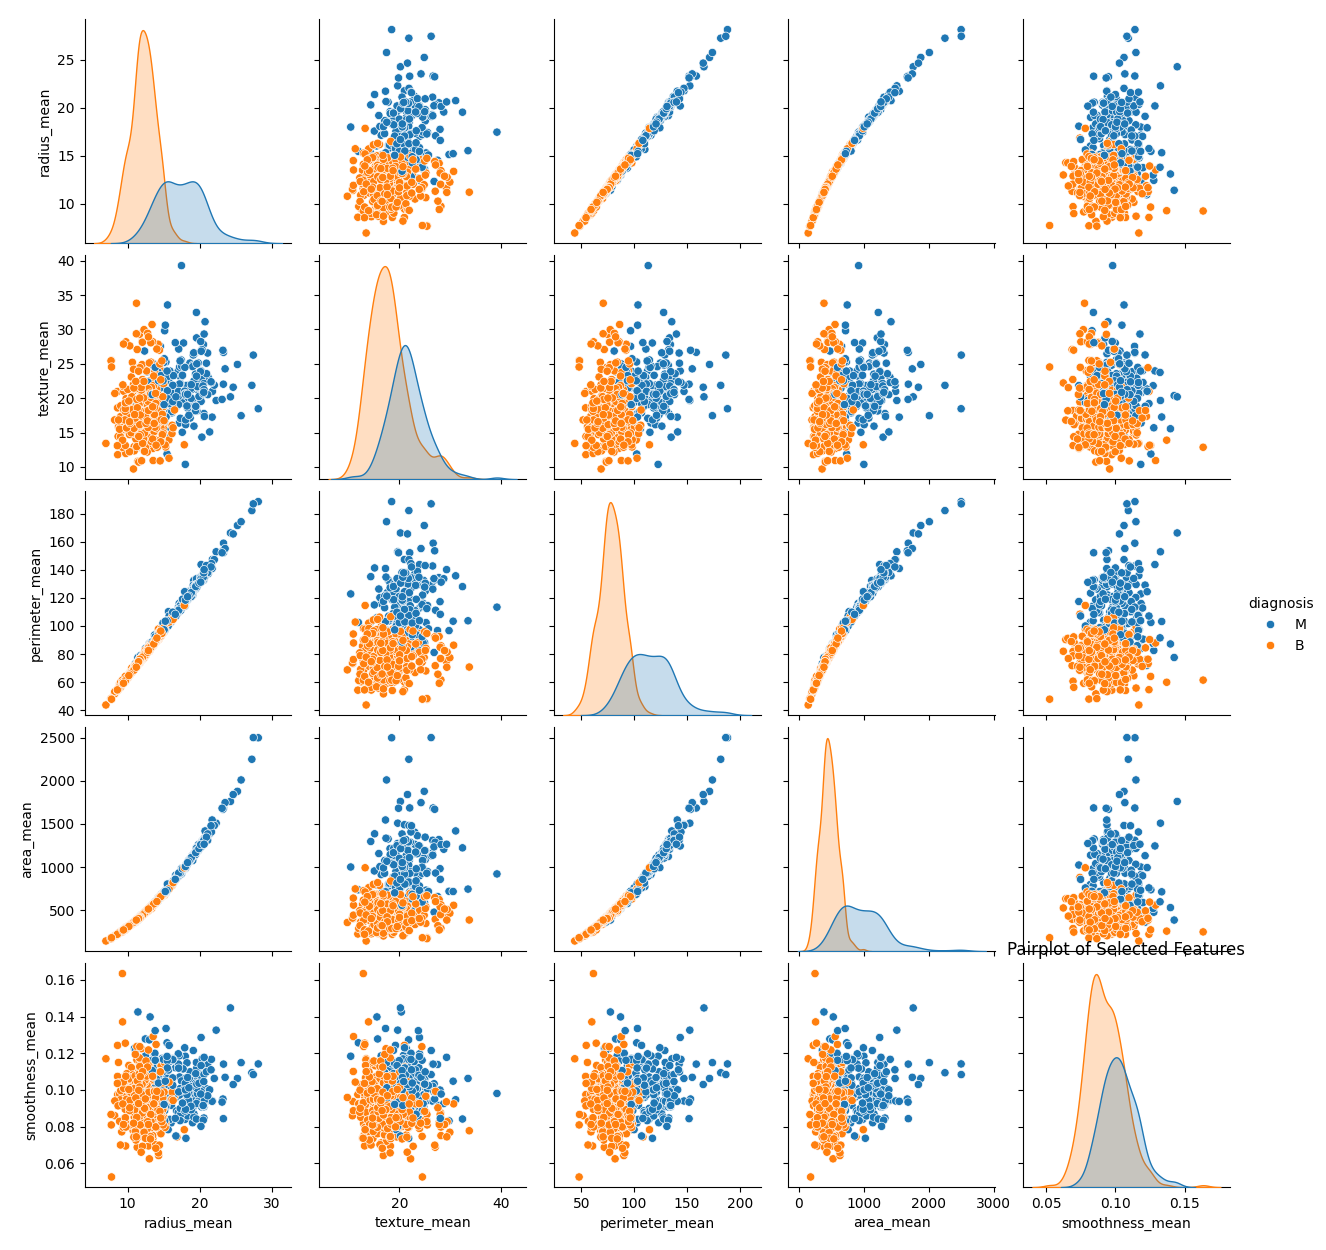 radius_mean
25
20
15
10
texture_mean
40
35
30
25
20
15
10
perimeter_mean
180
160
140
120
100
80
60
40
diagnosis
M
B
area_mean
2500
2000
1500
1000
500
Pairplot of Selected Features
smoothness_mean
0.16
0.14
0.12
0.10
0.08
0.06
10 20 30 20 40 50 100 150 200 0 1000 2000 3000 0.05 0.10 0.15
radius_mean texture_mean perimeter_mean area_mean smoothness_mean